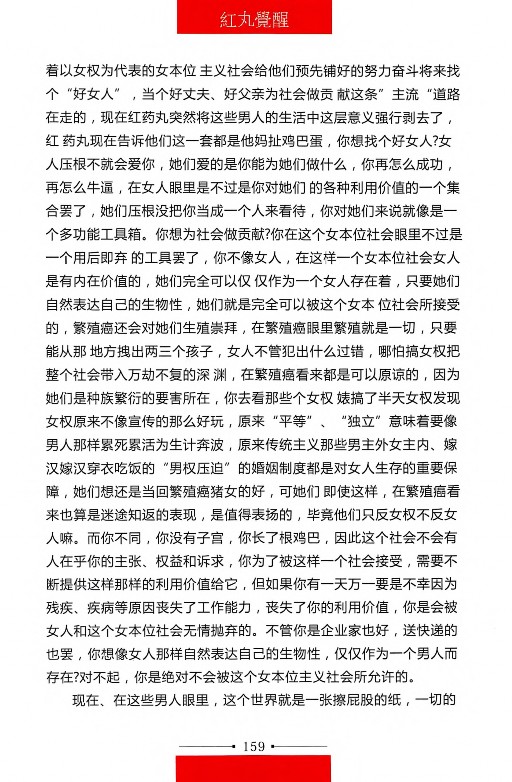 紅丸覺醒
着以女权为代表的女本位 主义社会给他们预先铺好的努力奋斗将来找
个“好女人”，当个好丈夫、好父亲为社会做贡 献这条”主流“道路
在走的，现在红药丸突然将这些男人的生活中这层意义强行剥去了，
红 药丸现在告诉他们这一套都是他妈扯鸡巴蛋，你想找个好女人?女
人压根不就会爱你，她们爱的是你能为她们做什么，你再怎么成功，
再怎么牛逼，在女人眼里是不过是你对她们 的各种利用价值的一个集
合罢了，她们压根没把你当成一个人来看待，你对她们来说就像是一
个多功能工具箱。你想为社会做贡献?你在这个女本位社会眼里不过是
一个用后即弃 的工具罢了，你不像女人，在这样一个女本位社会女人
是有内在价值的，她们完全可以仅 仅作为一个女人存在着，只要她们
自然表达自己的生物性，她们就是完全可以被这个女本 位社会所接受
的，繁殖癌还会对她们生殖崇拜，在繁殖癌眼里繁殖就是一切，只要
能从那 地方拽出两三个孩子，女人不管犯出什么过错，哪怕搞女权把
整个社会带入万劫不复的深 渊，在繁殖癌看来都是可以原谅的，因为
她们是种族繁衍的要害所在，你去看那些个女权 婊搞了半天女权发现
女权原来不像宣传的那么好玩，原来“平等”、“独立”意味着要像
男人那样累死累活为生计奔波，原来传统主义那些男主外女主内、嫁
汉嫁汉穿衣吃饭的“男权压迫”的婚姻制度都是对女人生存的重要保
障，她们想还是当回繁殖癌猪女的好，可她们 即使这样，在繁殖癌看
来也算是迷途知返的表现，是值得表扬的，毕竟他们只反女权不反女
人嘛。而你不同，你没有子宫，你长了根鸡巴，因此这个社会不会有
人在乎你的主张、权益和诉求，你为了被这样一个社会接受，需要不
断提供这样那样的利用价值给它，但如果你有一天万一要是不幸因为
残疾、疾病等原因丧失了工作能力，丧失了你的利用价值，你是会被
女人和这个女本位社会无情抛弃的。不管你是企业家也好，送快递的
也罢，你想像女人那样自然表达自己的生物性，仅仅作为一个男人而
存在?对不起，你是绝对不会被这个女本位主义社会所允许的。
现在、在这些男人眼里，这个世界就是一张擦屁股的纸，一切的
159